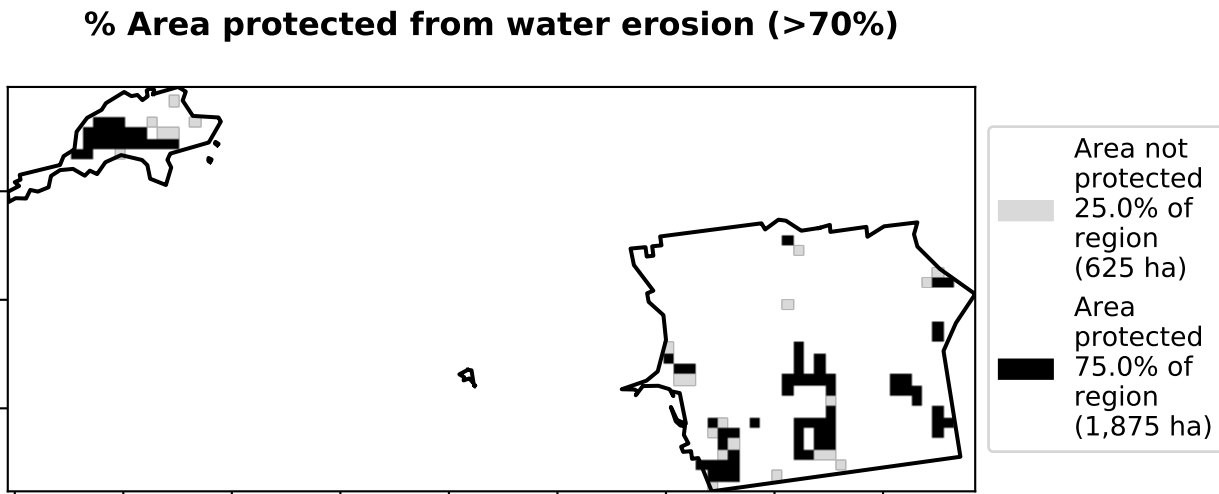 % Area protected from water erosion (>70%)
Area not
protected
25.0% of
region
(625 ha)
Area
protected
75.0% of
region
(1,875 ha)